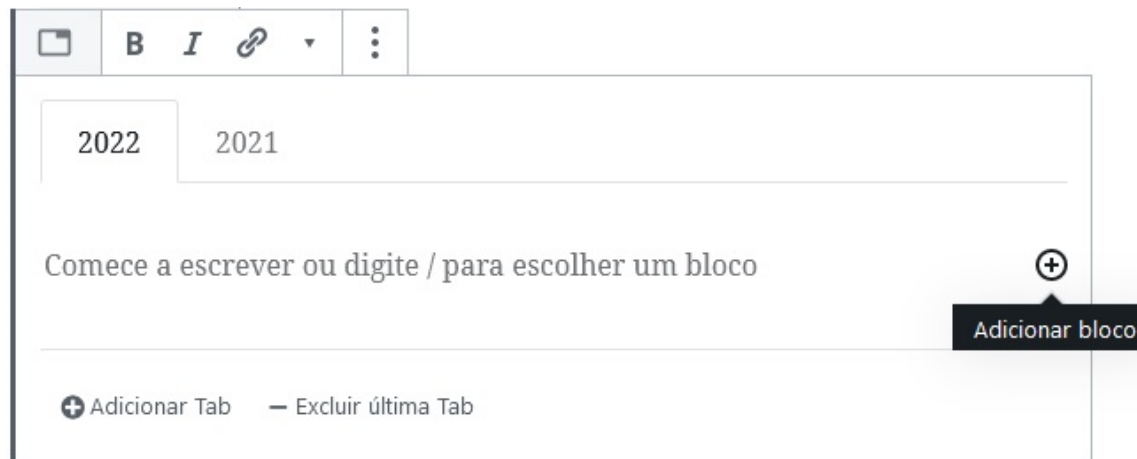 B I
2022 2021
Comece a escrever ou digite / para escolher um bloco
Adicionar bloco
Adicionar Tab Excluir última Tab